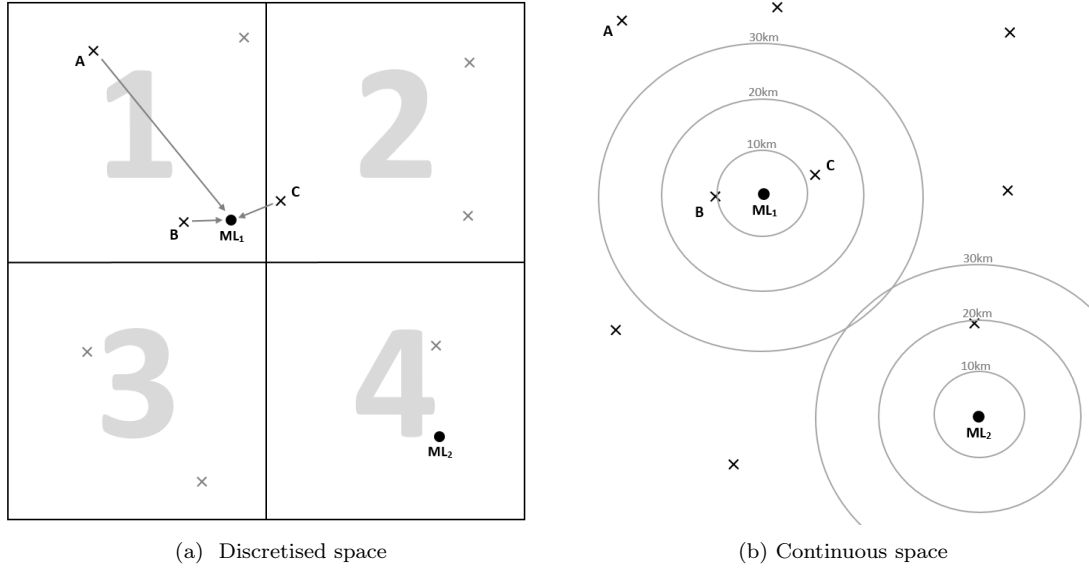 A
1
2
C
B
ML₁
3
4
ML₂
(a) Discretised space
A
30km
20km
10km
C
B
ML₁
30km
20km
10km
ML₂
(b) Continuous space